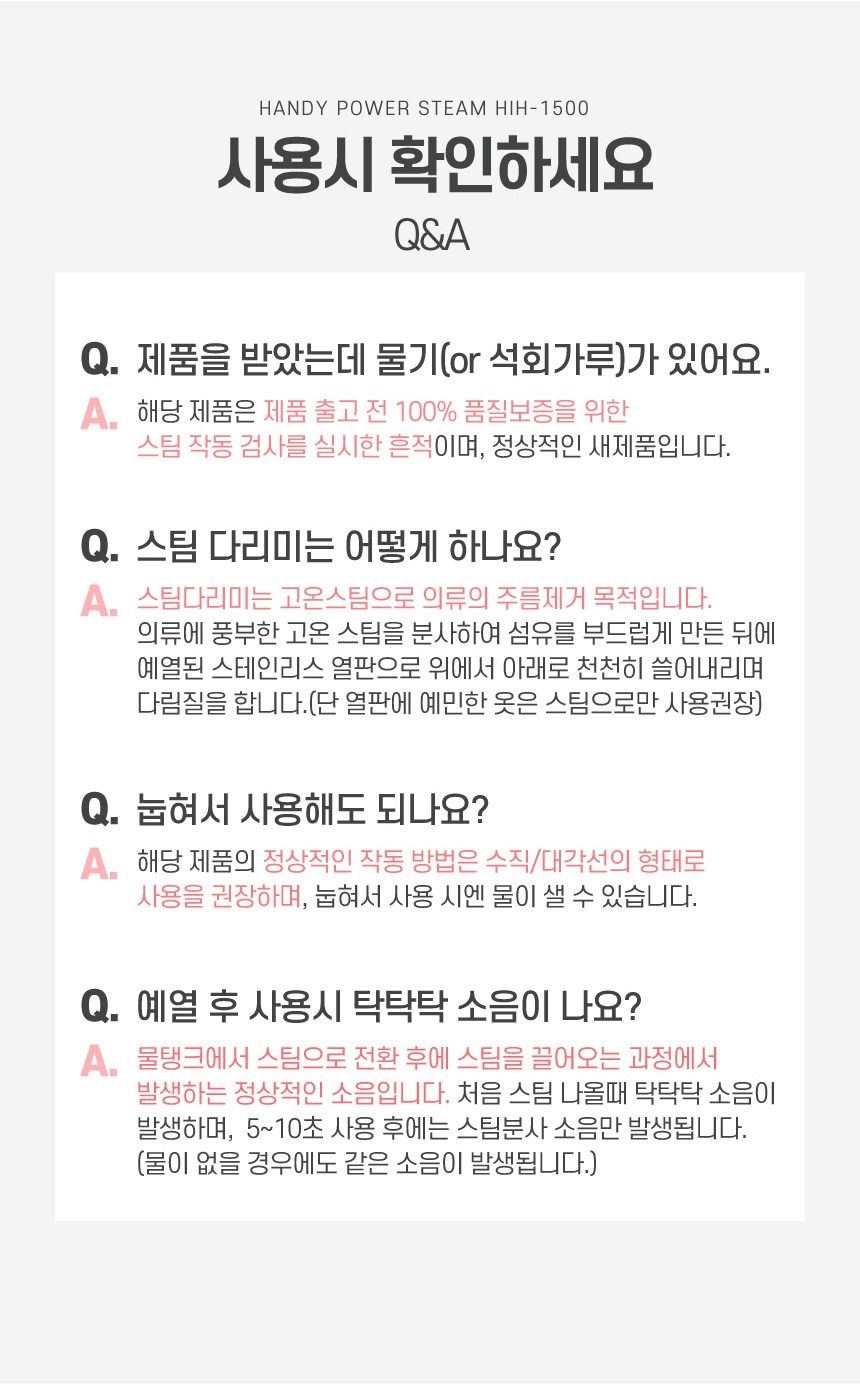 HANDY POWER STEAM HIH-1500
사용시 확인하세요
Q&A
Q. 제품을 받았는데 물기(or 석회가루)가 있어요.
A. 해당 제품은 제품 출고 전 100% 품질보증을 위한
스팀 작동 검사를 실시한 흔적이며, 정상적인 새제품입니다.
Q. 스팀 다리미는 어떻게 하나요?
A. 스팀다리미는 고온스팀으로 의류의 주름제거 목적입니다.
의류에 풍부한 고온 스팀을 분사하여 섬유를 부드럽게 만든 뒤에
예열된 스테인리스 열판으로 위에서 아래로 천천히 쓸어내리며
다림질을 합니다.(단 열판에 예민한 옷은 스팀으로만 사용권장)
Q. 눕혀서 사용해도 되나요?
A. 해당 제품의 정상적인 작동 방법은 수직/대각선의 형태로
사용을 권장하며, 눕혀서 사용 시엔 물이 샐 수 있습니다.
Q. 예열 후 사용시 탁탁탁 소음이 나요?
A. 물탱크에서 스팀으로 전환 후에 스팀을 끌어오는 과정에서
발생하는 정상적인 소음입니다. 처음 스팀 나올때 탁탁탁 소음이
발생하며, 5~10초 사용 후에는 스팀분사 소음만 발생됩니다.
(물이 없을 경우에도 같은 소음이 발생됩니다.)